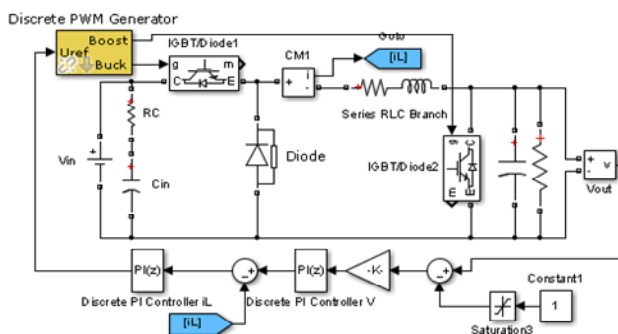 Discrete PWM Generator
Boost
Uref
Buck
IGBT/Diode1
g
m
C
E
CM1
i
+
-
Goto
[iL]
Series RLC Branch
RC
Vin
+
Cin
Diode
IGBT/Diode2
g
C
m
E
+
-
v
Vout
PI(z)
Discrete PI Controller iL
PI(z)
Discrete PI Controller V
-K-
Constant1
1
Saturation3
[iL]